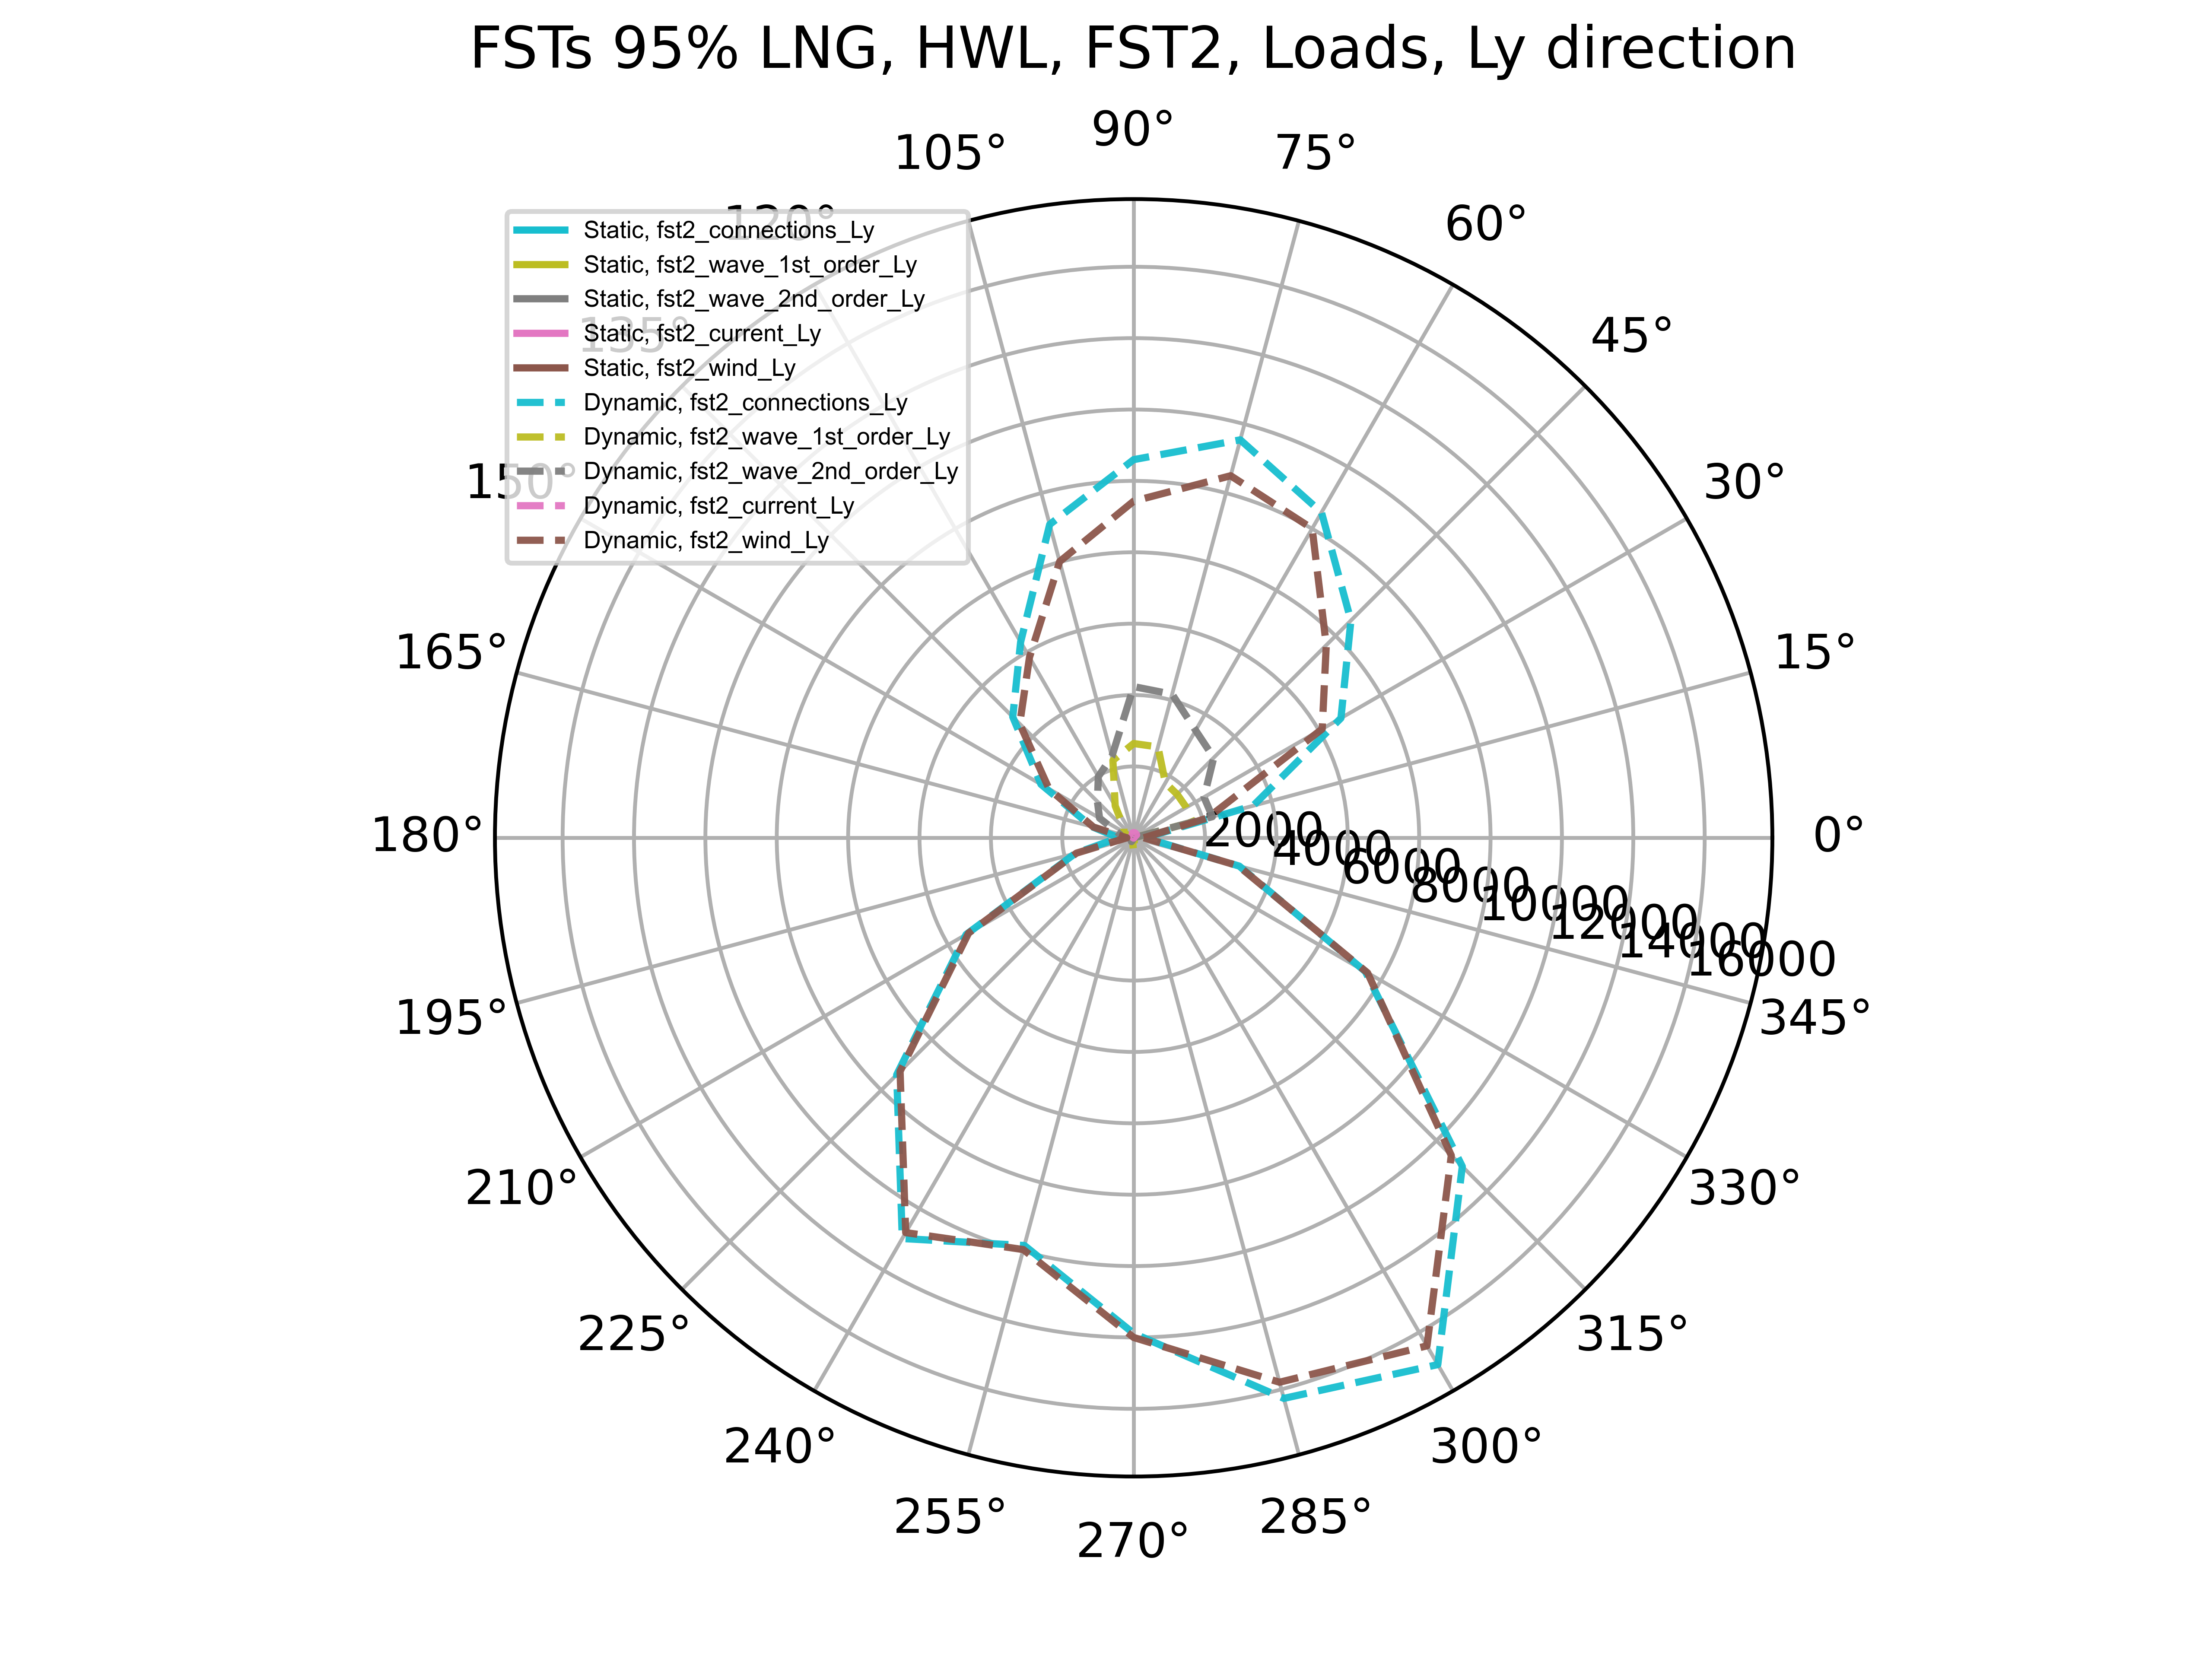 FSTs 95% LNG, HWL, FST2, Loads, Ly direction
90°
105°
75°
120°
60°
135°
45°
150°
30°
165°
15°
180°
0°
195°
345°
210°
330°
225°
315°
240°
300°
255°
285°
270°
Static, fst2_connections_Ly
Static, fst2_wave_1st_order_Ly
Static, fst2_wave_2nd_order_Ly
Static, fst2_current_Ly
Static, fst2_wind_Ly
Dynamic, fst2_connections_Ly
Dynamic, fst2_wave_1st_order_Ly
Dynamic, fst2_wave_2nd_order_Ly
Dynamic, fst2_current_Ly
Dynamic, fst2_wind_Ly
2000
4000
6000
8000
10000
12000
14000
16000